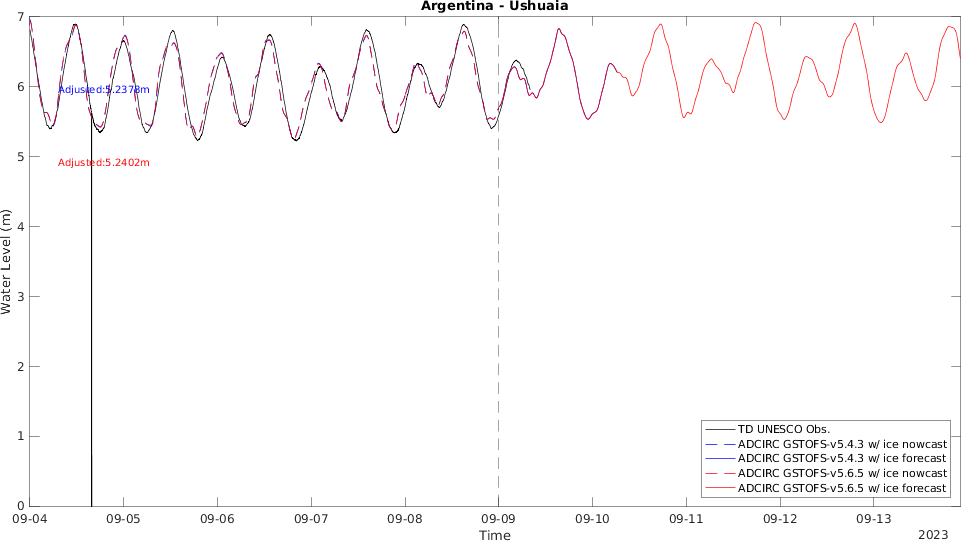 Argentina - Ushuaia
7
6
5
4
3
2
1
0
Water Level (m)
Adjusted:5.2378m
Adjusted:5.2402m
TD UNESCO Obs.
ADCIRC GSTOFS-v5.4.3 w/ ice nowcast
ADCIRC GSTOFS-v5.4.3 w/ ice forecast
ADCIRC GSTOFS-v5.6.5 w/ ice nowcast
ADCIRC GSTOFS-v5.6.5 w/ ice forecast
09-04 09-05 09-06 09-07 09-08 09-09 09-10 09-11 09-12 09-13
Time
2023